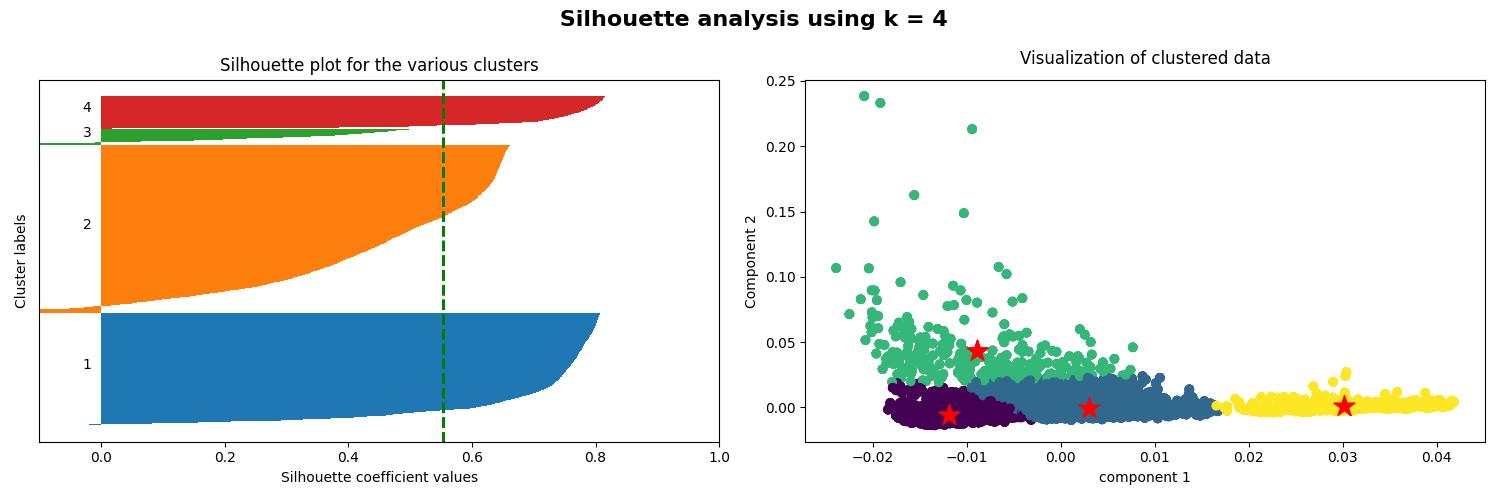 Silhouette analysis using k = 4
Silhouette plot for the various clusters
Cluster labels
4
3
2
1
0.0 0.2 0.4 0.6 0.8 1.0
Silhouette coefficient values
Visualization of clustered data
Component 2
0.25
0.20
0.15
0.10
0.05
0.00
−0.02 −0.01 0.00 0.01 0.02 0.03 0.04
component 1